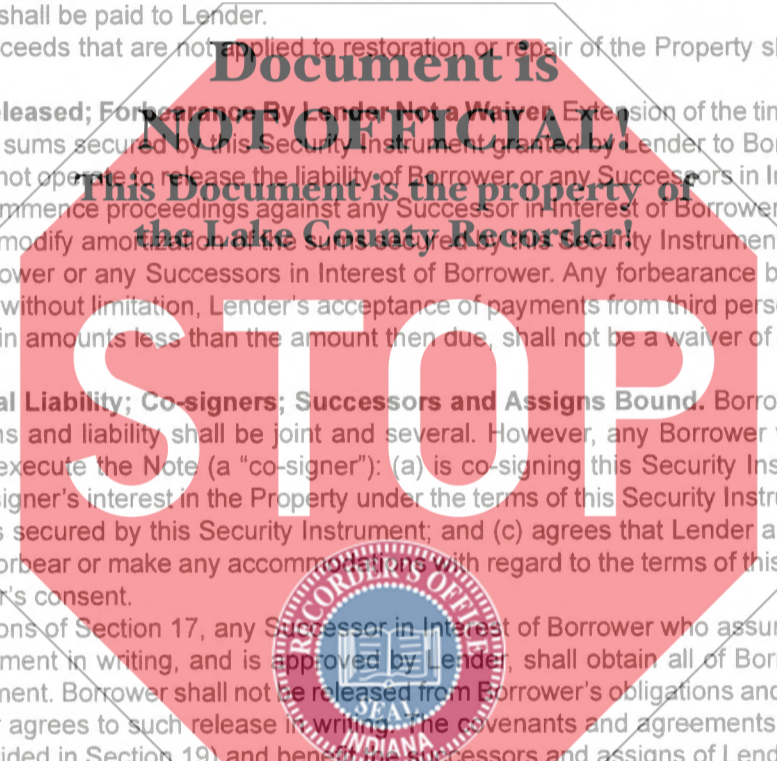 shall be paid to Lender.
ceeds that are not applied to restoration or repair of the Property sh
Document is
leased; Forbearance By Lender Not a Waiver. Extension of the tim
NOT OFFICIAL!
sums secured by this Security Instrument granted by Lender to Bor
not operate to release the liability of Borrower or any Successors in In
This Document is the property of
mmence proceedings against any Successor in Interest of Borrower
the Lake County Recorder!
modify amortization of the sums secured by this Security Instrumen
ower or any Successors in Interest of Borrower. Any forbearance b
without limitation, Lender's acceptance of payments from third pers
in amounts less than the amount then due, shall not be a waiver of
STOP
al Liability; Co-signers; Successors and Assigns Bound. Borro
ns and liability shall be joint and several. However, any Borrower
execute the Note (a “co-signer”): (a) is co-signing this Security Ins
signer's interest in the Property under the terms of this Security Instr
s secured by this Security Instrument; and (c) agrees that Lender a
orbear or make any accommodations with regard to the terms of this
r's consent.
ons of Section 17, any Successor in Interest of Borrower who assum
ment in writing, and is approved by Lender, shall obtain all of Borr
ment. Borrower shall not be released from Borrower's obligations and
r agrees to such release in writing. The covenants and agreements
ided in Section 19) and benefit the successors and assigns of Lend
RECORDER'S OFFICE
SEAL
INDIANA